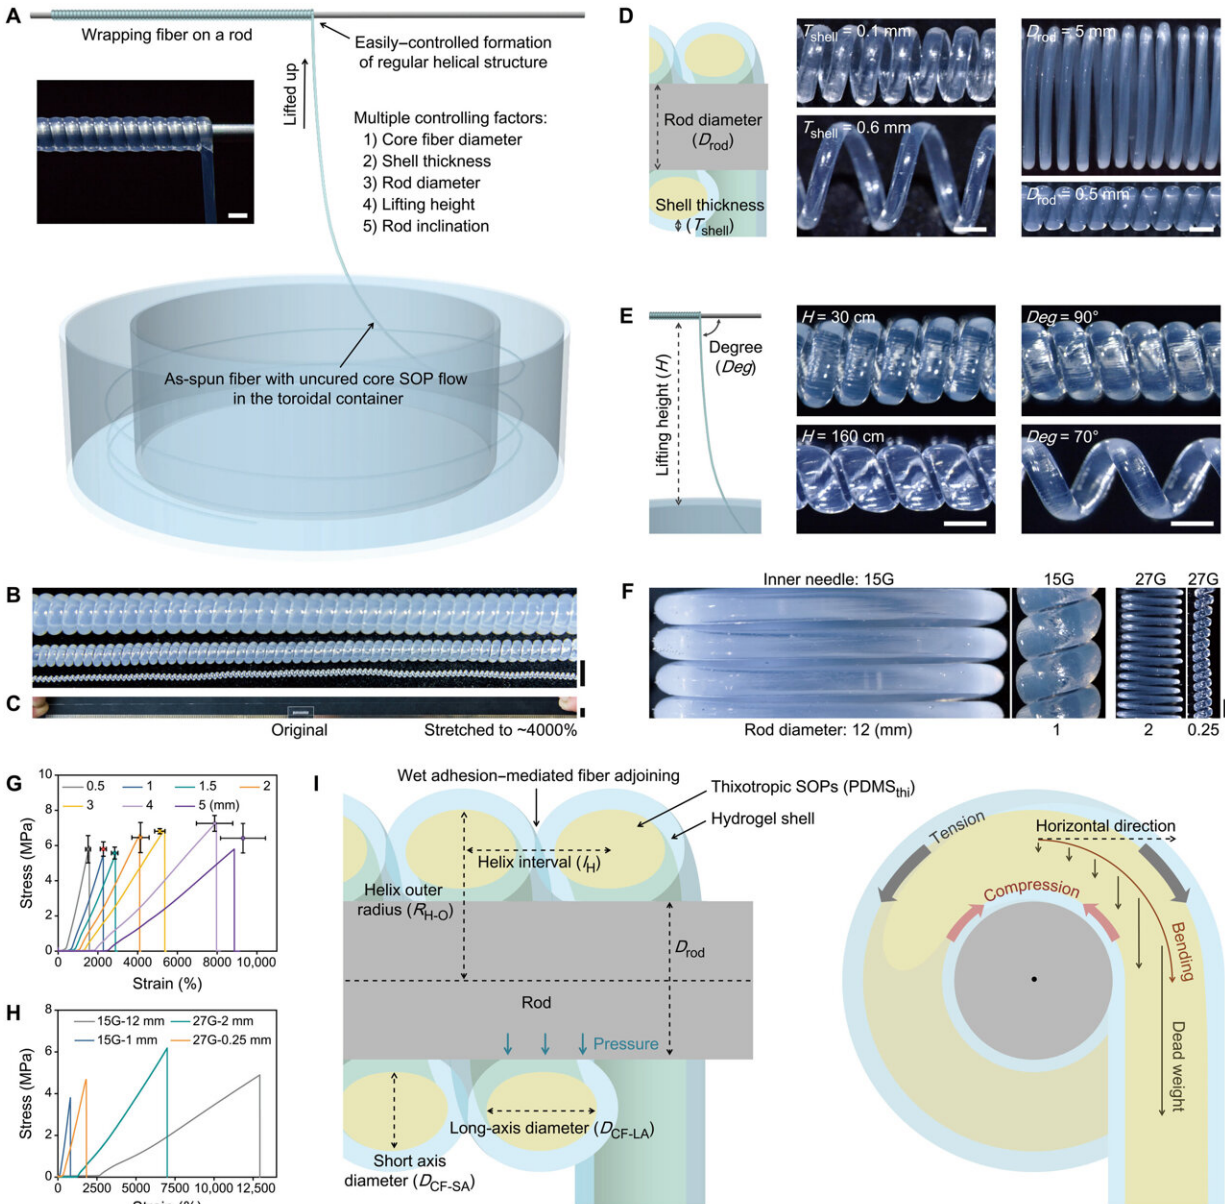 A
Wrapping fiber on a rod
Easily–controlled formation
of regular helical structure
Lifted up
Multiple controlling factors:
1) Core fiber diameter
2) Shell thickness
3) Rod diameter
4) Lifting height
5) Rod inclination
As-spun fiber with uncured core SOP flow
in the toroidal container
B
C
Original
Stretched to ~4000%
D
Rod diameter
(Drod)
Shell thickness
(Tshell)
Tshell = 0.1 mm
Tshell = 0.6 mm
Drod = 5 mm
Drod = 0.5 mm
E
Degree
(Deg)
Lifting height (H)
H = 30 cm
H = 160 cm
Deg = 90°
Deg = 70°
F
Inner needle: 15G
15G
27G
27G
Rod diameter: 12 (mm)
1
2
0.25
G
Stress (MPa)
10
8
6
4
2
0
0.5
1
1.5
2
3
4
5 (mm)
0
2000
4000
6000
8000
10,000
Strain (%)
H
Stress (MPa)
8
6
4
2
0
15G-12 mm
27G-2 mm
15G-1 mm
27G-0.25 mm
0
2500
5000
7500
10,000
12,500
Strain (%)
I
Wet adhesion–mediated fiber adjoining
Thixotropic SOPs (PDMSthi)
Hydrogel shell
Helix interval (IH)
Helix outer
radius (RH-O)
Drod
Rod
Pressure
Long-axis diameter (DCF-LA)
Short axis
diameter (DCF-SA)
Tension
Horizontal direction
Compression
Bending
Dead weight